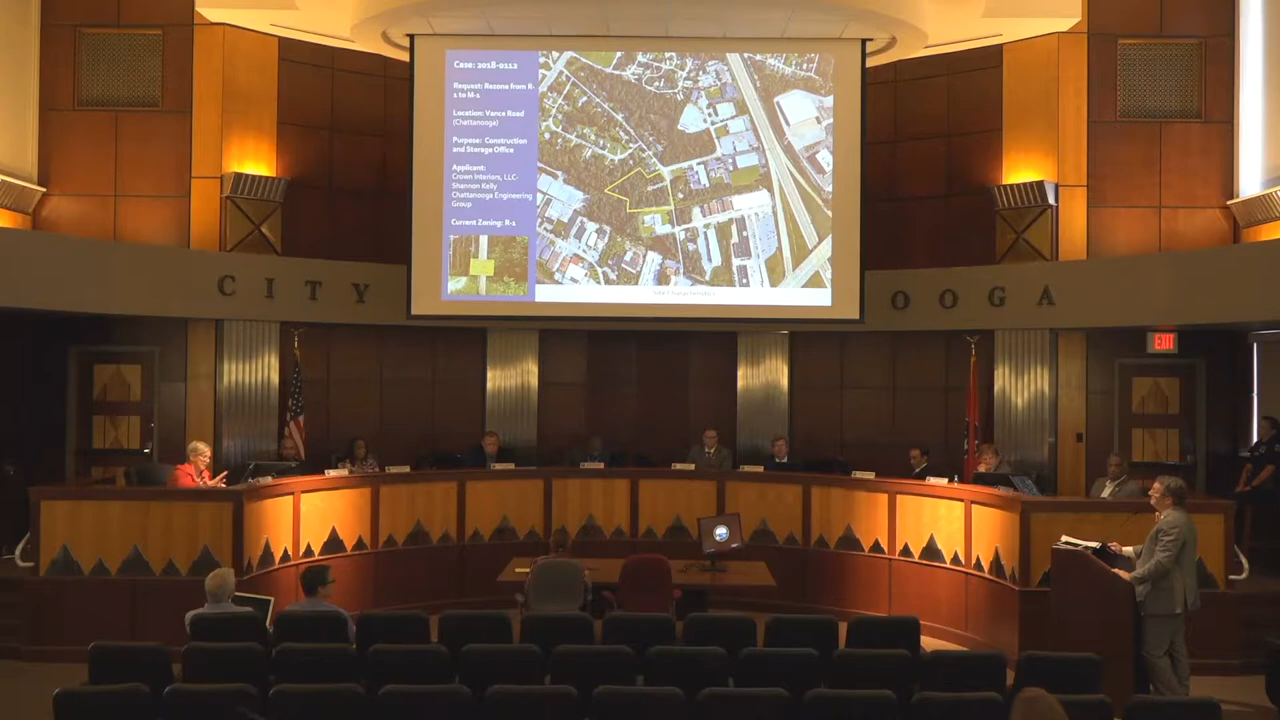 Case: 2018-0112
Request: Rezone from R-
1 to M-1
Location: Vance Road
(Chattanooga)
Purpose: Construction
and Storage Office
Applicant:
Crown Interiors, LLC-
Shannon Kelly
Chattanooga Engineering
Group
Current Zoning: R-1
CITY
OOGA
EXIT